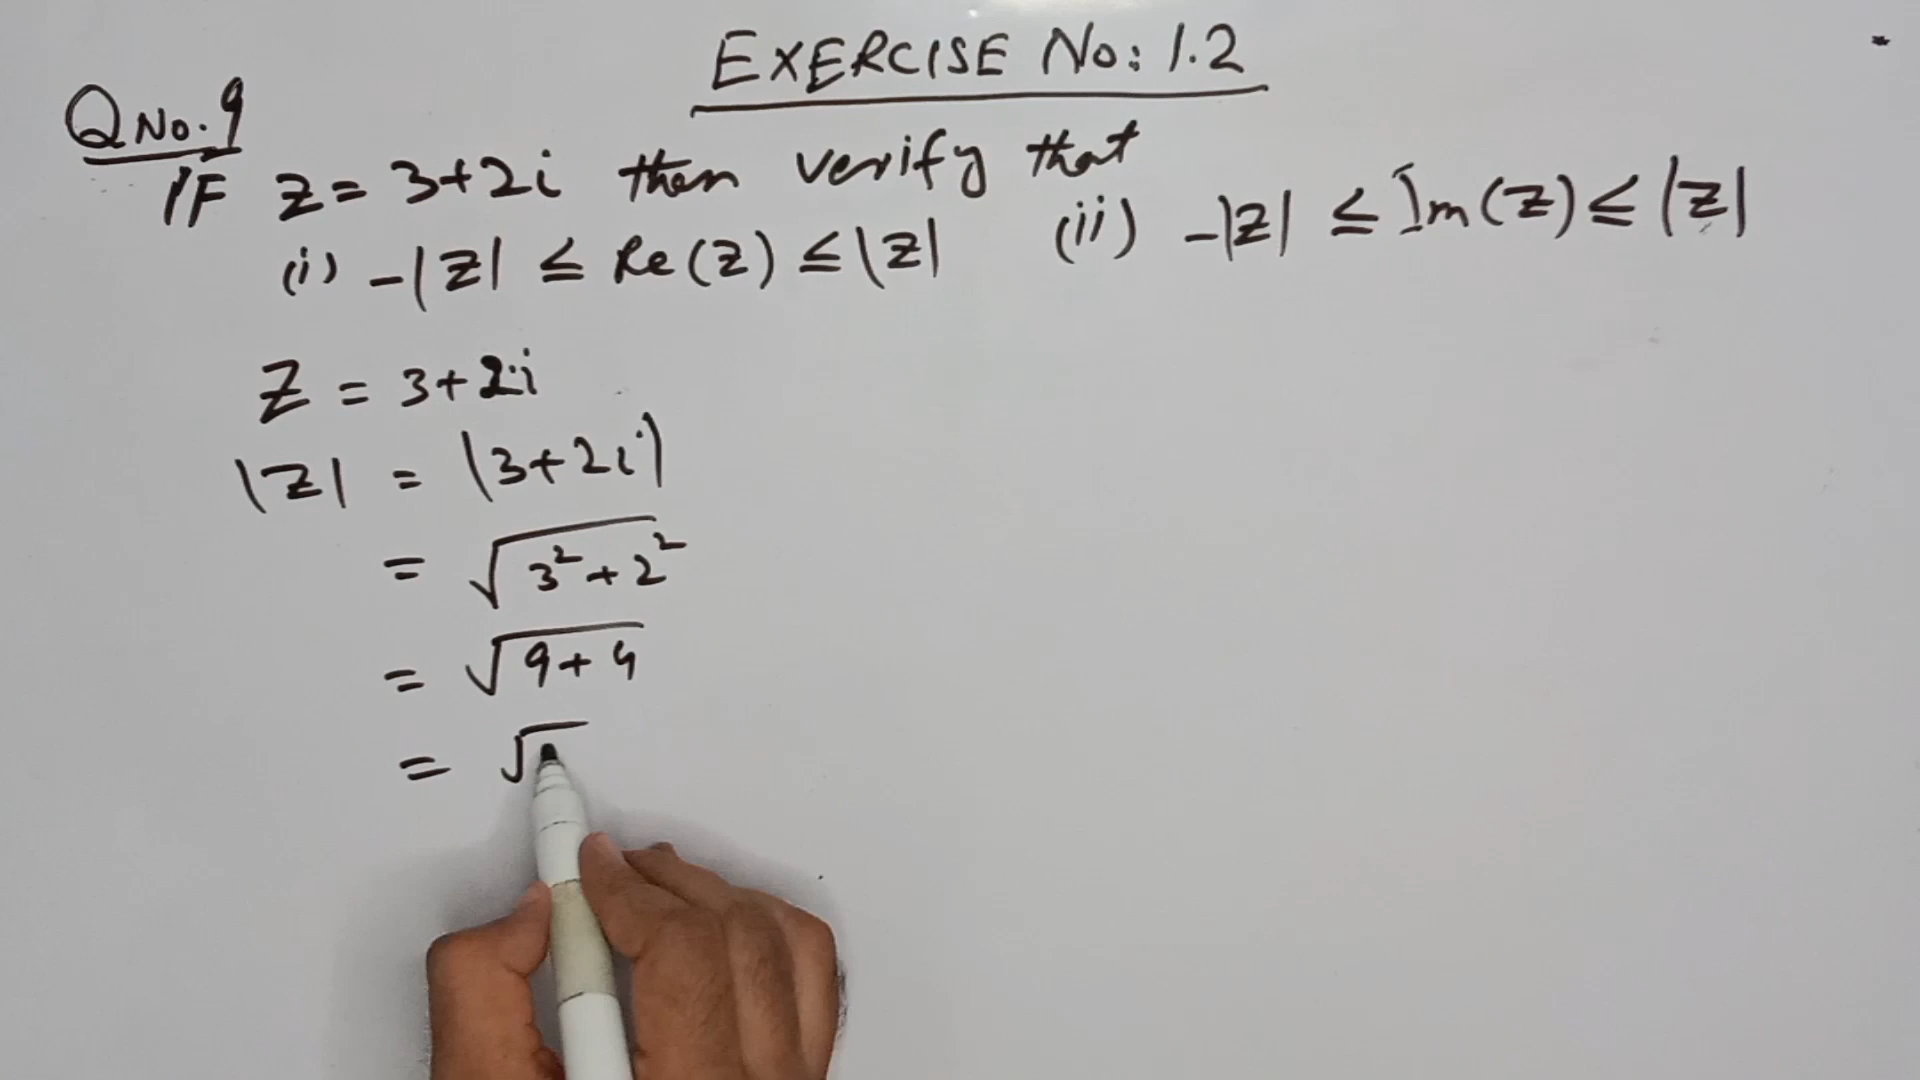 EXERCISE No: 1.2
Q No. 9
IF Z = 3+2i then verify that
(i) -|Z| ≤ Re(Z) ≤ |Z| (ii) -|Z| ≤ Im(Z) ≤ |Z|
Z = 3+2i
|Z| = |3+2i|
= √3²+2²
= √9+4
= √